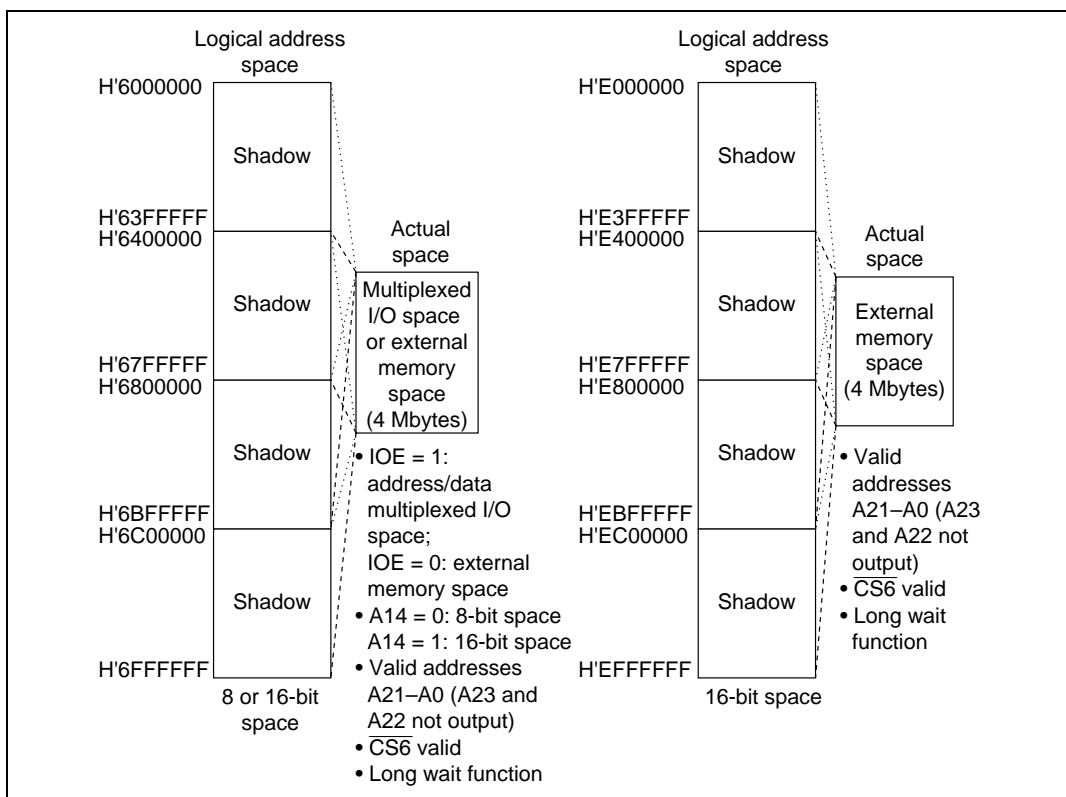 Logical address
space
H'6000000
Shadow
H'63FFFFF
H'6400000
Shadow
H'67FFFFF
H'6800000
Shadow
H'6BFFFFF
H'6C00000
Shadow
H'6FFFFFF
8 or 16-bit
space
Actual
space
Multiplexed
I/O space
or external
memory
space
(4 Mbytes)
• IOE = 1:
address/data
multiplexed I/O
space;
IOE = 0: external
memory space
• A14 = 0: 8-bit space
A14 = 1: 16-bit space
• Valid addresses
A21–A0 (A23 and
A22 not output)
• CS6 valid
• Long wait function
Logical address
space
H'E000000
Shadow
H'E3FFFFF
H'E400000
Shadow
H'E7FFFFF
H'E800000
Shadow
H'EBFFFFF
H'EC00000
Shadow
H'EFFFFFF
16-bit space
Actual
space
External
memory
space
(4 Mbytes)
• Valid
addresses
A21–A0 (A23
and A22 not
output)
• CS6 valid
• Long wait
function